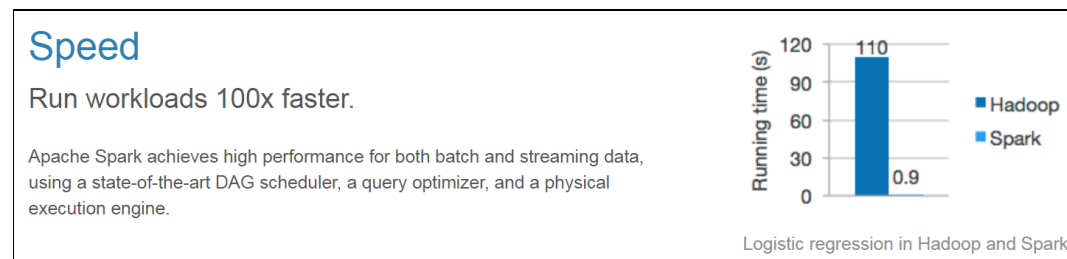 Speed
Run workloads 100x faster.
Apache Spark achieves high performance for both batch and streaming data,
using a state-of-the-art DAG scheduler, a query optimizer, and a physical
execution engine.
Running time (s)
120
90
60
30
0
110
0.9
Hadoop
Spark
Logistic regression in Hadoop and Spark